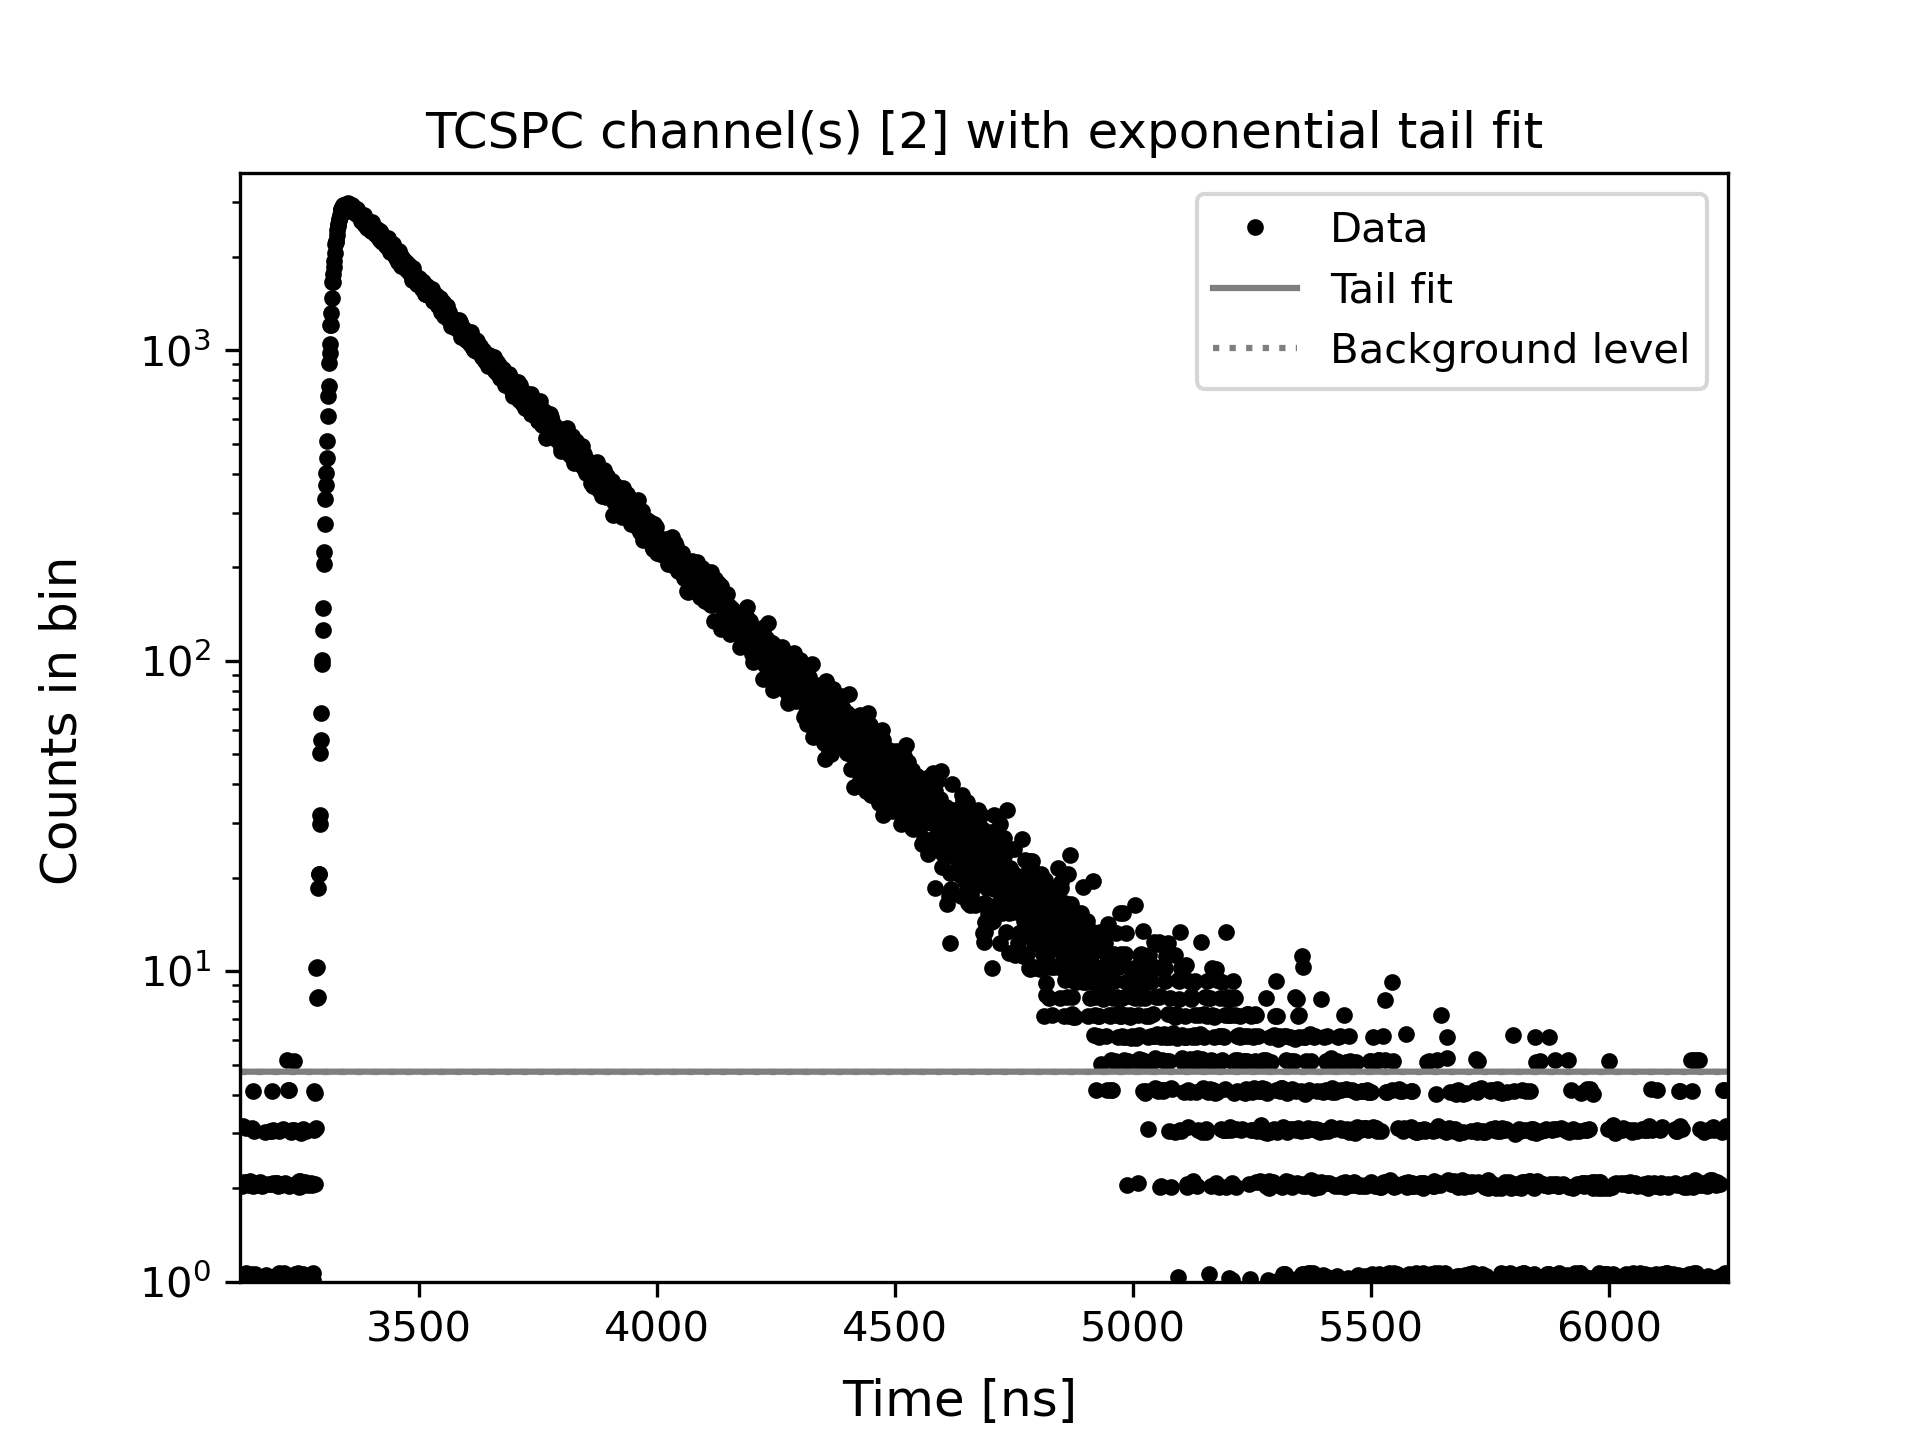 TCSPC channel(s) [2] with exponential tail fit
Data
Tail fit
Background level
Counts in bin
10³
10²
10¹
10⁰
3500 4000 4500 5000 5500 6000
Time [ns]